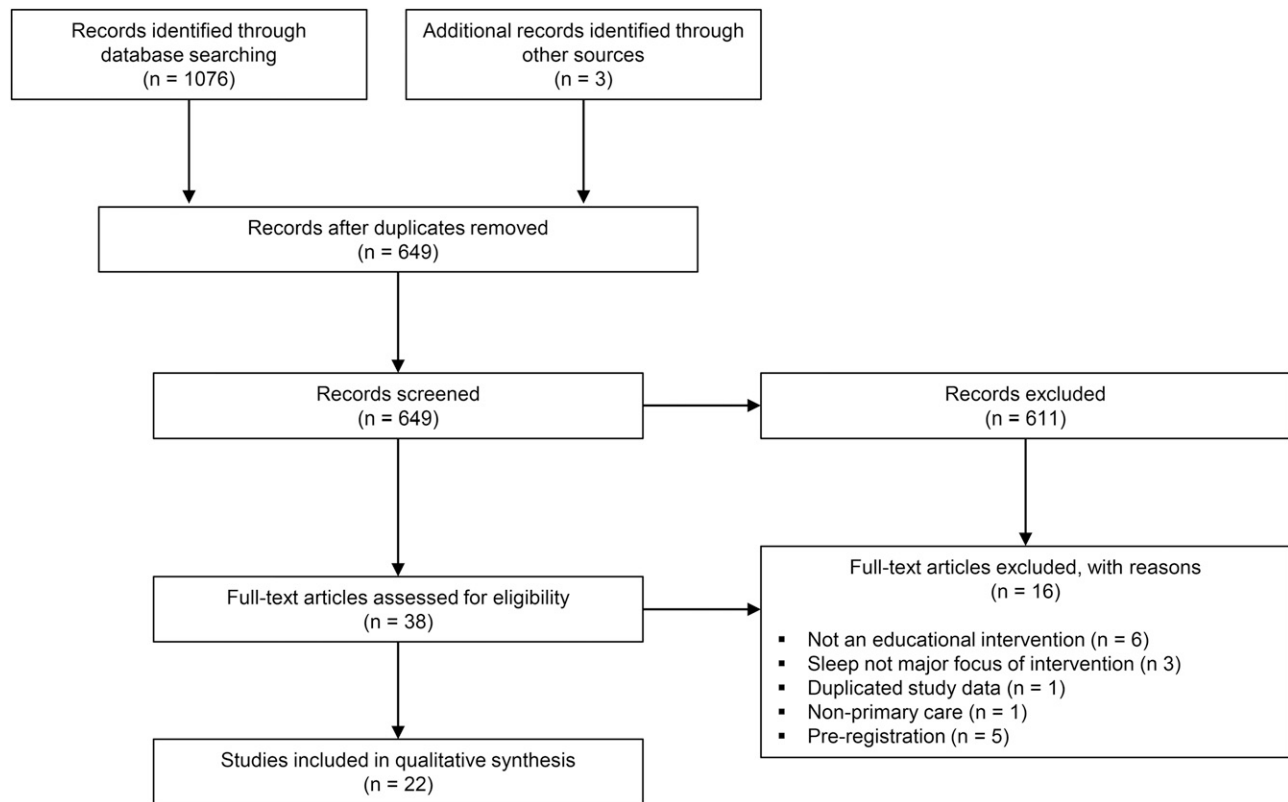 Records identified through
database searching
(n = 1076)
Additional records identified through
other sources
(n = 3)
Records after duplicates removed
(n = 649)
Records screened
(n = 649)
Records excluded
(n = 611)
Full-text articles assessed for eligibility
(n = 38)
Full-text articles excluded, with reasons
(n = 16)
▪ Not an educational intervention (n = 6)
▪ Sleep not major focus of intervention (n 3)
▪ Duplicated study data (n = 1)
▪ Non-primary care (n = 1)
▪ Pre-registration (n = 5)
Studies included in qualitative synthesis
(n = 22)